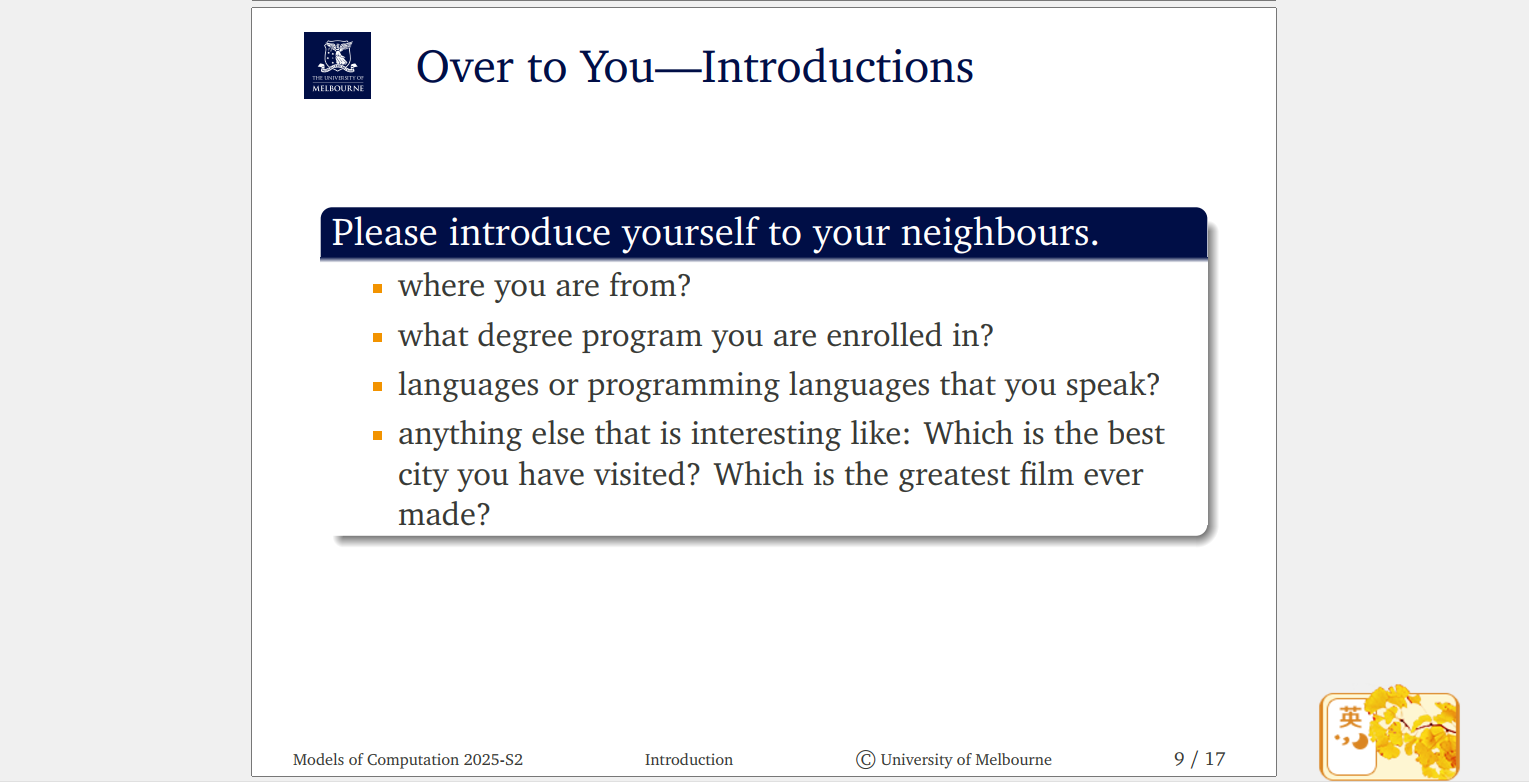 THE UNIVERSITY OF
MELBOURNE
Over to You—Introductions
Please introduce yourself to your neighbours.
where you are from?
what degree program you are enrolled in?
languages or programming languages that you speak?
anything else that is interesting like: Which is the best
city you have visited? Which is the greatest film ever
made?
Models of Computation 2025-S2 Introduction © University of Melbourne 9 / 17
英